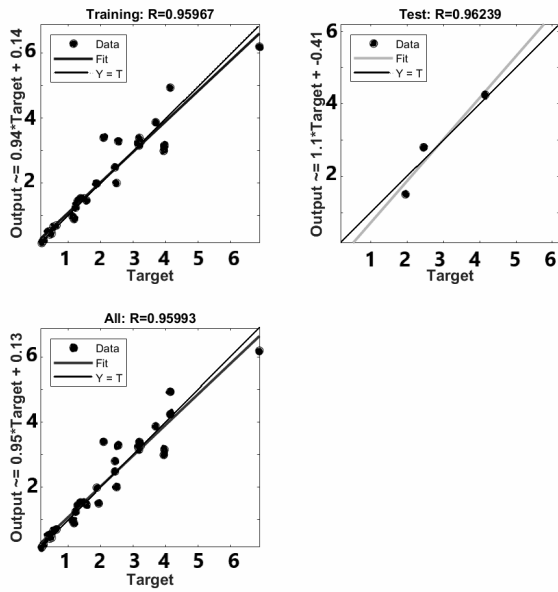 Training: R=0.95967
Output ~= 0.94*Target + 0.14
6
4
2
Data
Fit
Y = T
1 2 3 4 5 6
Target
Test: R=0.96239
Output ~= 1.1*Target + -0.41
6
4
2
Data
Fit
Y = T
1 2 3 4 5 6
Target
All: R=0.95993
Output ~= 0.95*Target + 0.13
6
4
2
Data
Fit
Y = T
1 2 3 4 5 6
Target